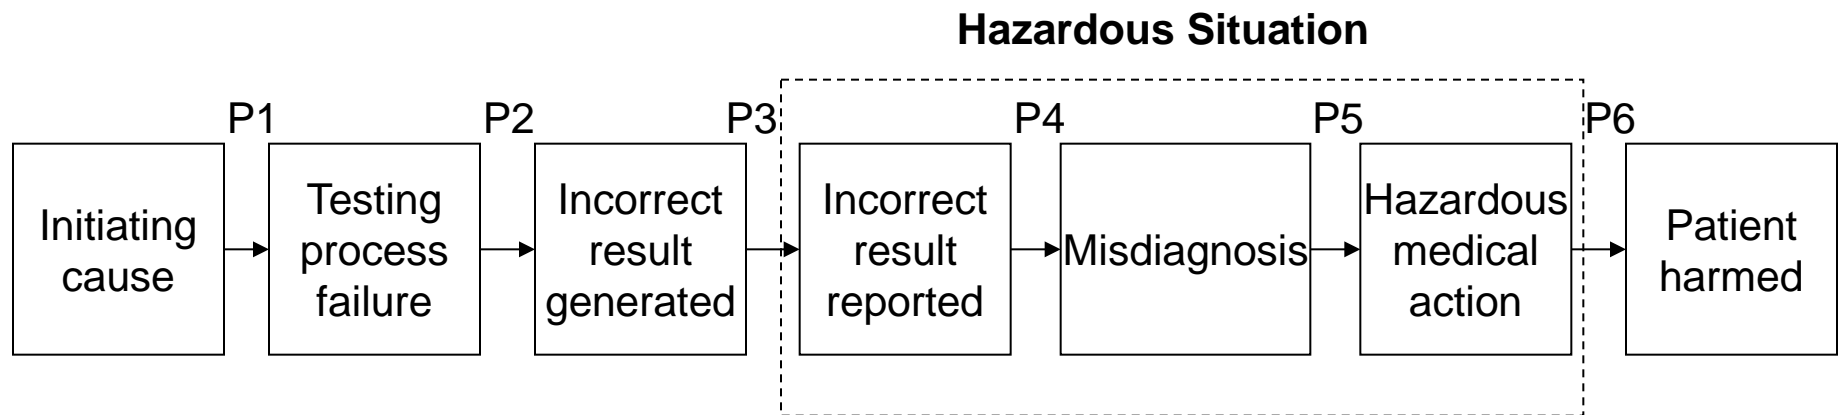 Hazardous Situation
P1
P2
P3
P4
P5
P6
Initiating
cause
Testing
process
failure
Incorrect
result
generated
Incorrect
result
reported
Misdiagnosis
Hazardous
medical
action
Patient
harmed